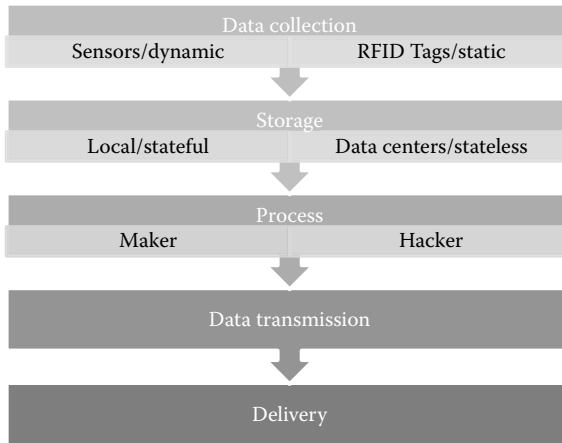 Data collection
Sensors/dynamic RFID Tags/static
Storage
Local/stateful Data centers/stateless
Process
Maker Hacker
Data transmission
Delivery